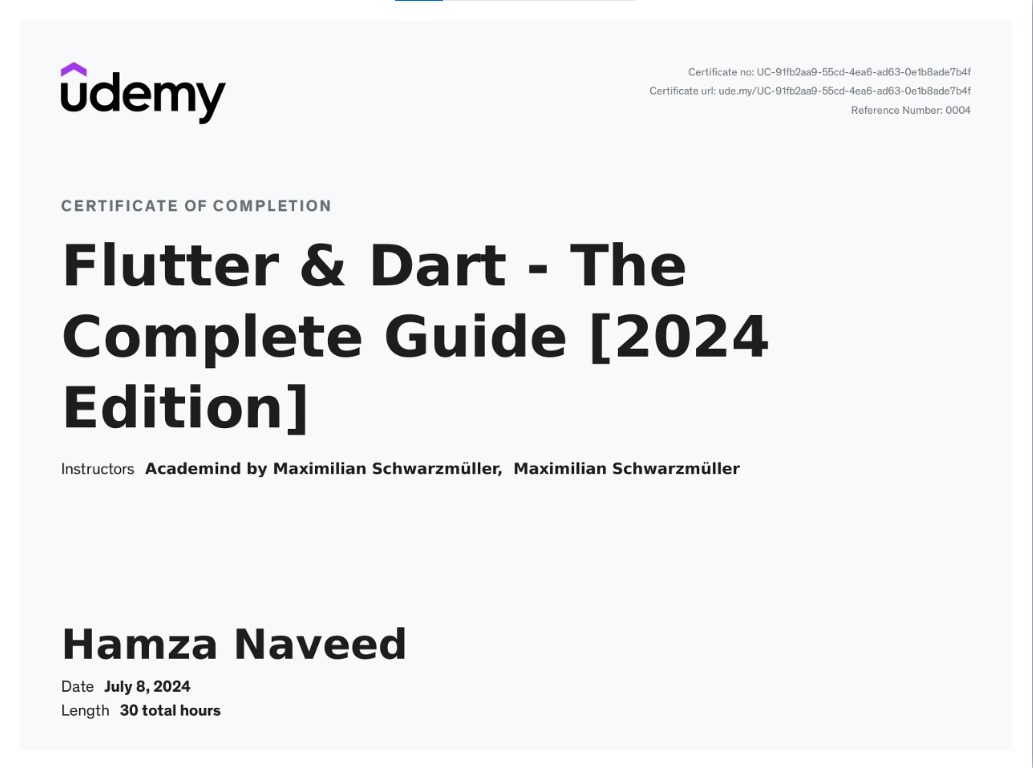 ûdemy
Certificate no: UC-91fb2aa9-55cd-4ea6-ad63-0e1b8ade7b4f
Certificate url: ude.my/UC-91fb2aa9-55cd-4ea6-ad63-0e1b8ade7b4f
Reference Number: 0004
CERTIFICATE OF COMPLETION
Flutter & Dart - The
Complete Guide [2024
Edition]
Instructors Academind by Maximilian Schwarzmüller, Maximilian Schwarzmüller
Hamza Naveed
Date July 8, 2024
Length 30 total hours